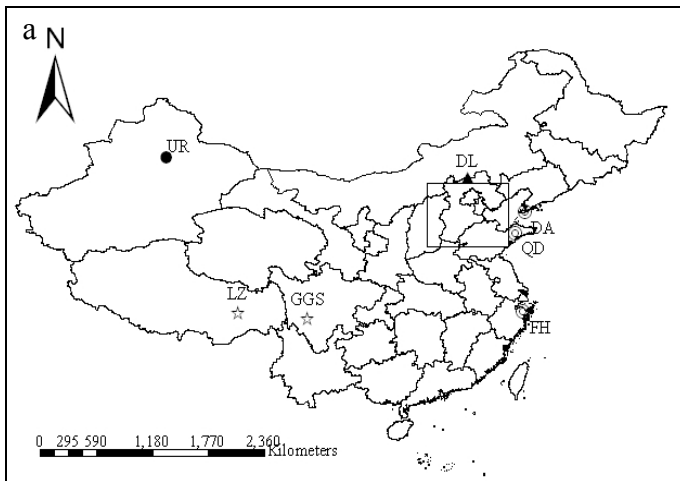 a
N
UR
DL
DA
QD
LZ
GGS
FH
0 295 590 1,180 1,770 2,360
Kilometers